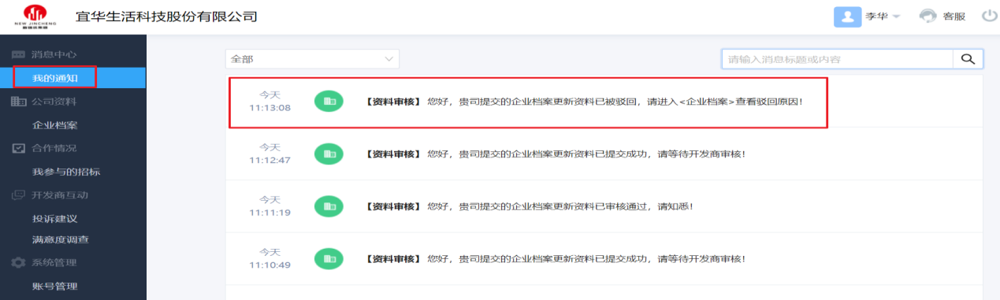 NEW JINCHENG
宜华生活科技股份有限公司
李华
客服
消息中心
我的通知
公司资料
企业档案
合作情况
我参与的招标
开发商互动
投诉建议
满意度调查
系统管理
账号管理
全部
请输入消息标题或内容
今天
11:13:08
【资料审核】 您好，贵司提交的企业档案更新资料已被驳回，请进入<企业档案>查看驳回原因！
今天
11:12:47
【资料审核】 您好，贵司提交的企业档案更新资料已提交成功，请等待开发商审核！
今天
11:11:19
【资料审核】 您好，贵司提交的企业档案更新资料已审核通过，请知悉！
今天
11:10:49
【资料审核】 您好，贵司提交的企业档案更新资料已提交成功，请等待开发商审核！